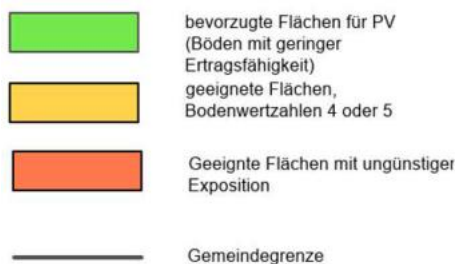 bevorzugte Flächen für PV
(Böden mit geringer
Ertragsfähigkeit)
geeignete Flächen,
Bodenwertzahlen 4 oder 5
Geeignte Flächen mit ungünstiger
Exposition
Gemeindegrenze